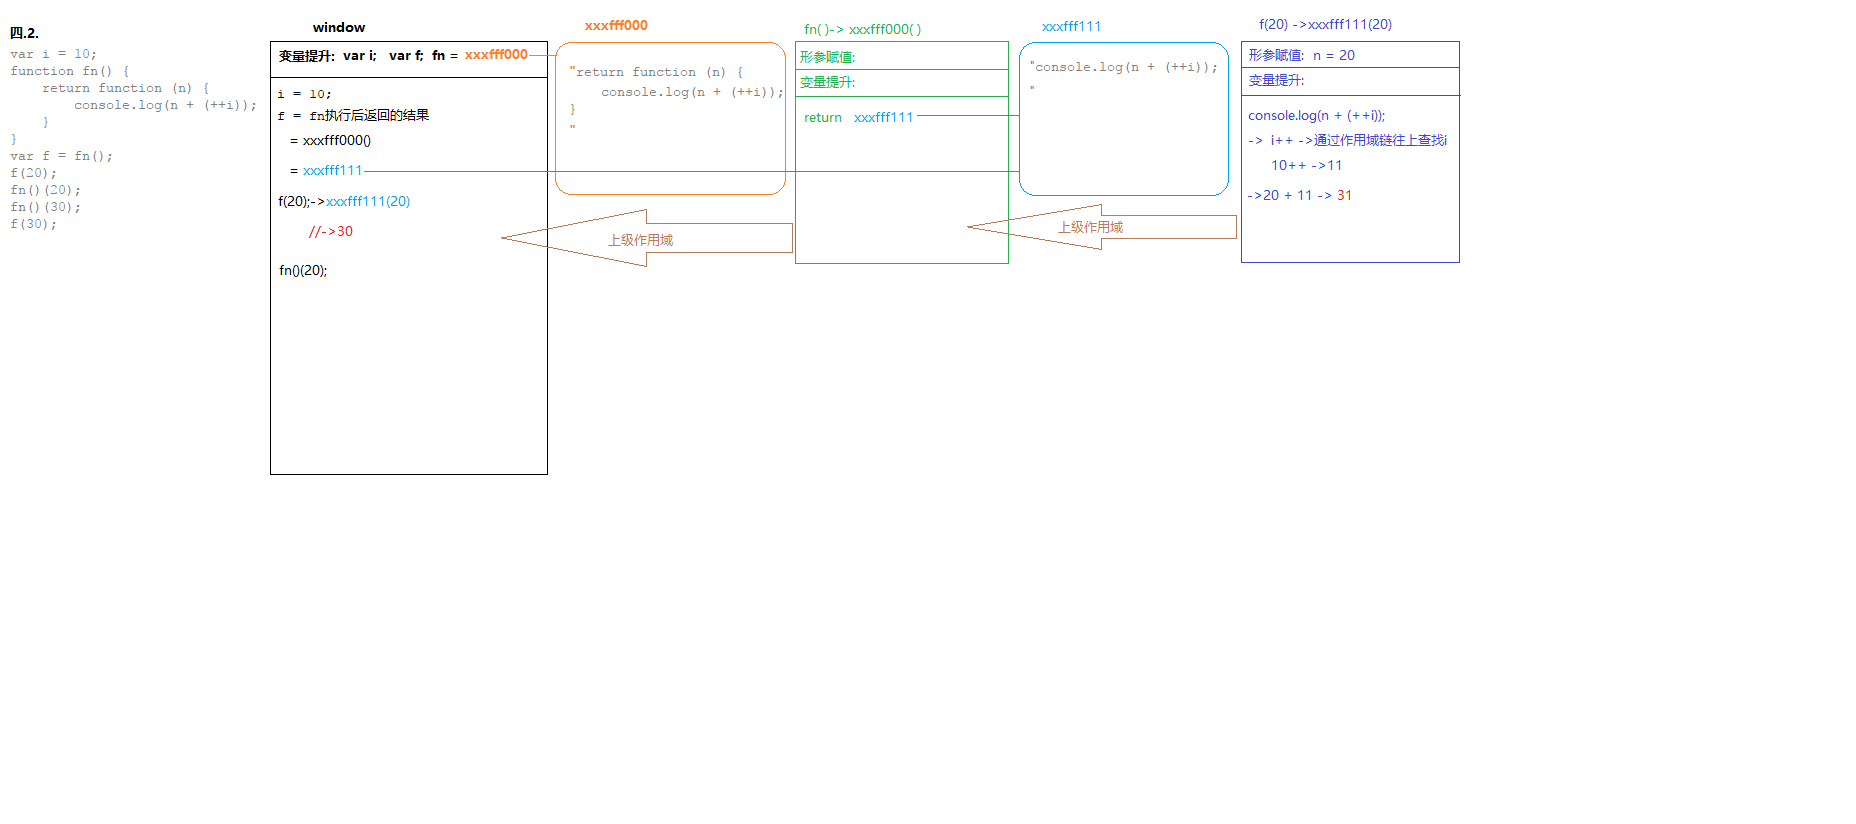 四.2.
var i = 10;
function fn() {
    return function (n) {
        console.log(n + (++i));
    }
}
var f = fn();
f(20);
fn()(20);
fn()(30);
f(30);
window
变量提升: var i; var f; fn = xxxfff000
i = 10;
f = fn执行后返回的结果
= xxxfff000()
= xxxfff111
f(20);->xxxfff111(20)
//->30
fn()(20);
xxxfff000
"return function (n) {
    console.log(n + (++i));
}
"
上级作用域
fn( )-> xxxfff000( )
形参赋值:
变量提升:
return xxxfff111
xxxfff111
"console.log(n + (++i));
"
上级作用域
f(20) ->xxxfff111(20)
形参赋值: n = 20
变量提升:
console.log(n + (++i));
-> i++ ->通过作用域链往上查找i
10++ ->11
->20 + 11 -> 31